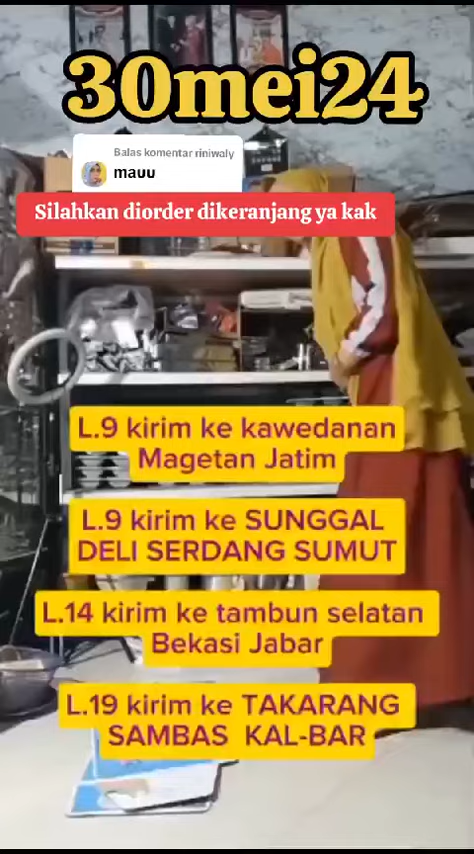 30mei24
Balas komentar riniwaly
mauu
Silahkan diorder dikeranjang ya kak
L.9 kirim ke kawedanan
Magetan Jatim
L.9 kirim ke SUNGGAL
DELI SERDANG SUMUT
L.14 kirim ke tambun selatan
Bekasi Jabar
L.19 kirim ke TAKARANG
SAMBAS KAL-BAR